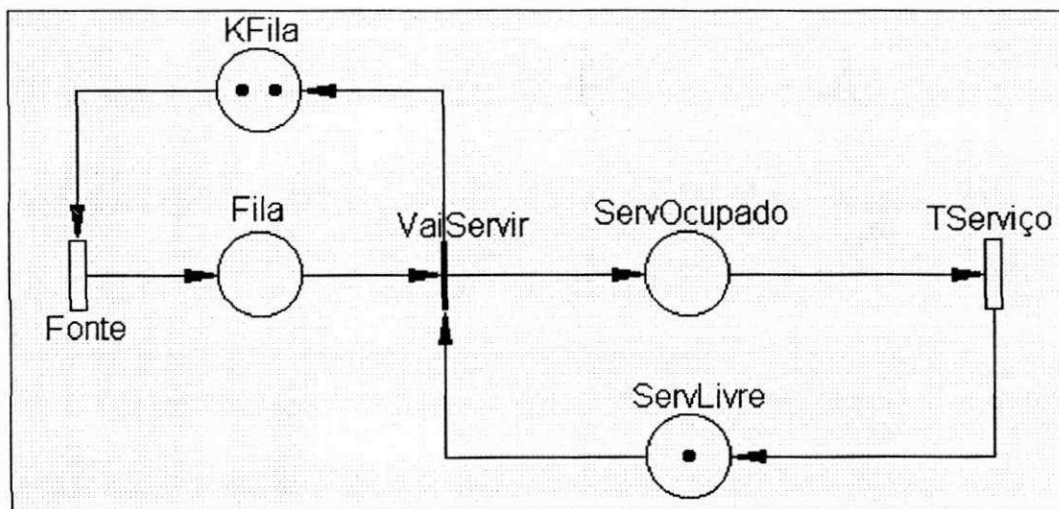 KFila
Fila
VaiServir
ServOcupado
TServiço
Fonte
ServLivre